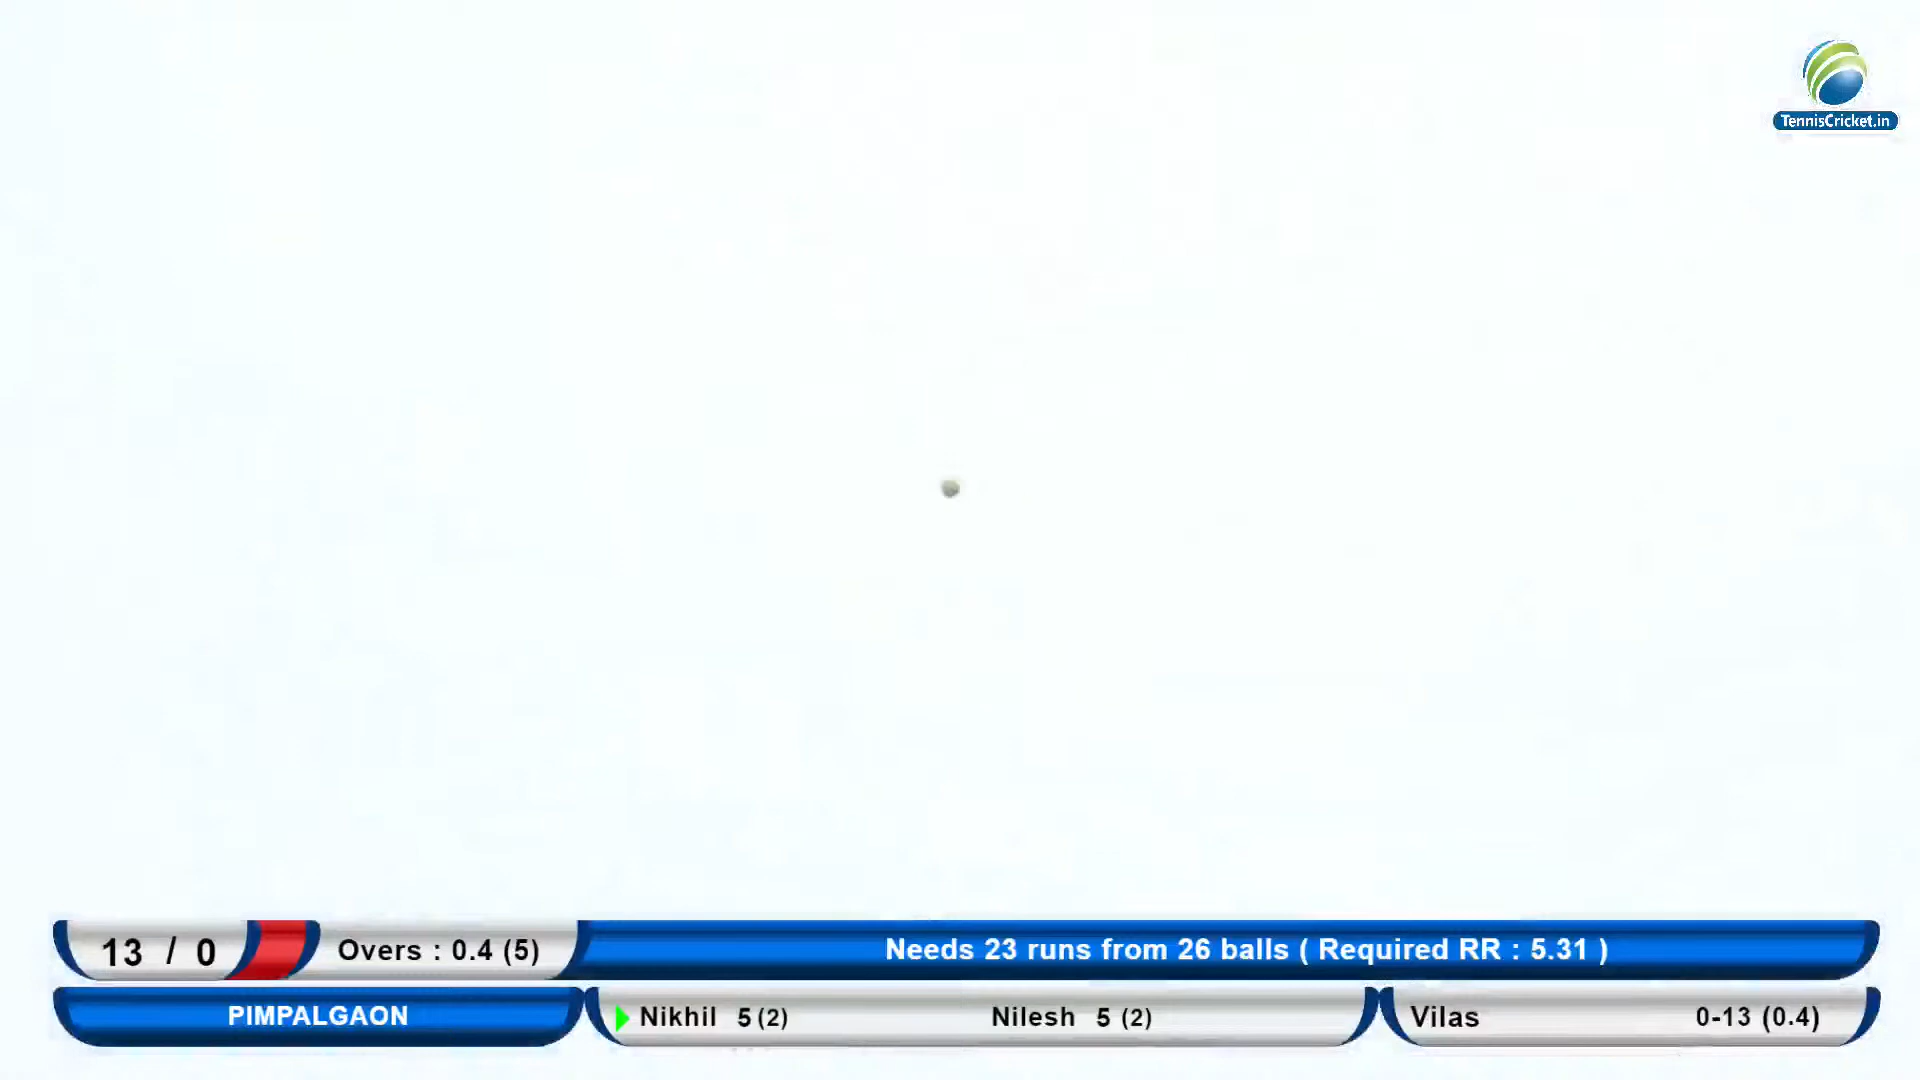 TennisCricket.in
13 / 0
Overs : 0.4 (5)
Needs 23 runs from 26 balls ( Required RR : 5.31 )
PIMPALGAON
Nikhil 5 (2)
Nilesh 5 (2)
Vilas 0-13 (0.4)